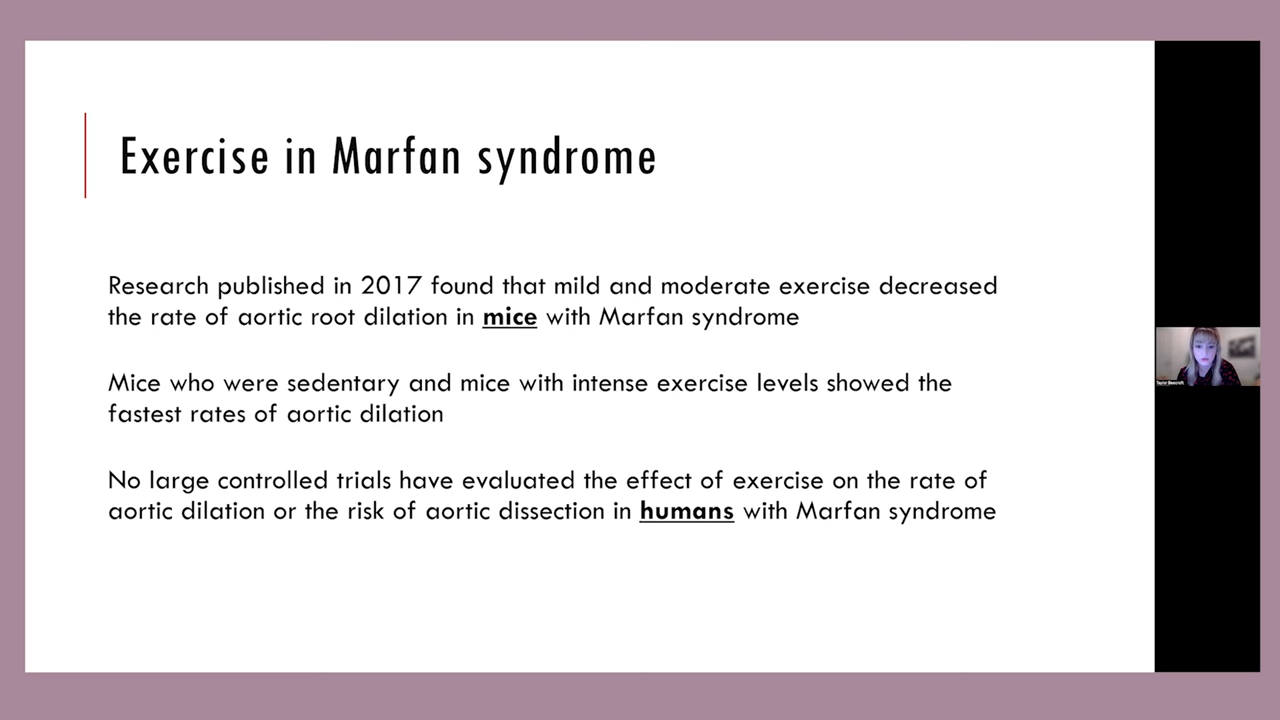 Exercise in Marfan syndrome
Research published in 2017 found that mild and moderate exercise decreased
the rate of aortic root dilation in mice with Marfan syndrome
Mice who were sedentary and mice with intense exercise levels showed the
fastest rates of aortic dilation
No large controlled trials have evaluated the effect of exercise on the rate of
aortic dilation or the risk of aortic dissection in humans with Marfan syndrome
Taylor Beecroft